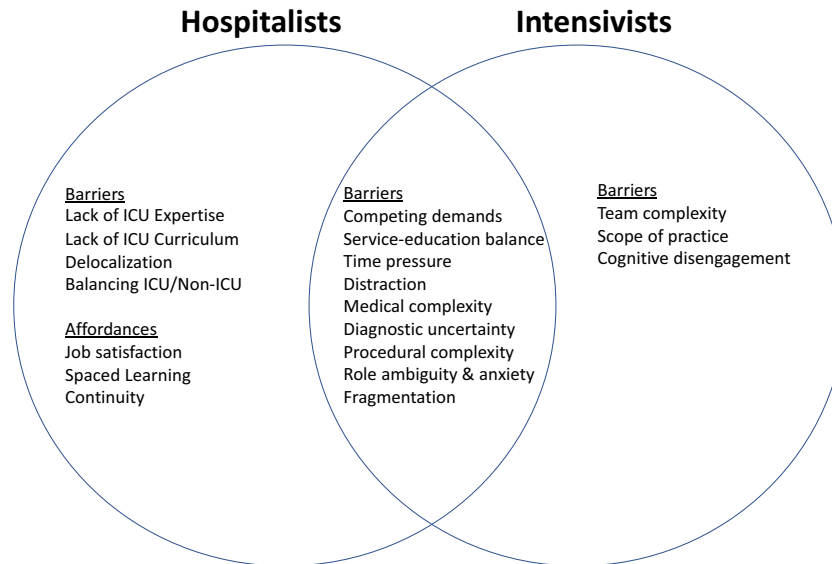 Hospitalists
Intensivists
Barriers
Lack of ICU Expertise
Lack of ICU Curriculum
Delocalization
Balancing ICU/Non-ICU
Affordances
Job satisfaction
Spaced Learning
Continuity
Barriers
Competing demands
Service-education balance
Time pressure
Distraction
Medical complexity
Diagnostic uncertainty
Procedural complexity
Role ambiguity & anxiety
Fragmentation
Barriers
Team complexity
Scope of practice
Cognitive disengagement